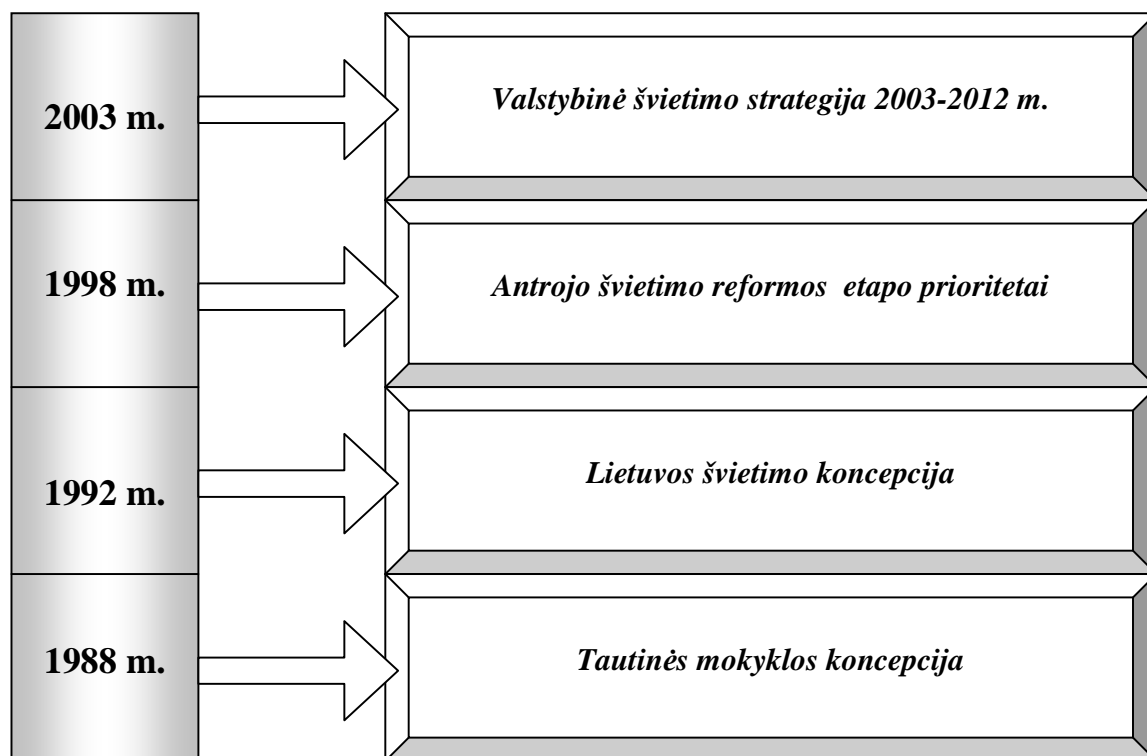 2003 m.
Valstybinė švietimo strategija 2003-2012 m.
1998 m.
Antrojo švietimo reformos etapo prioritetai
1992 m.
Lietuvos švietimo koncepcija
1988 m.
Tautinės mokyklos koncepcija